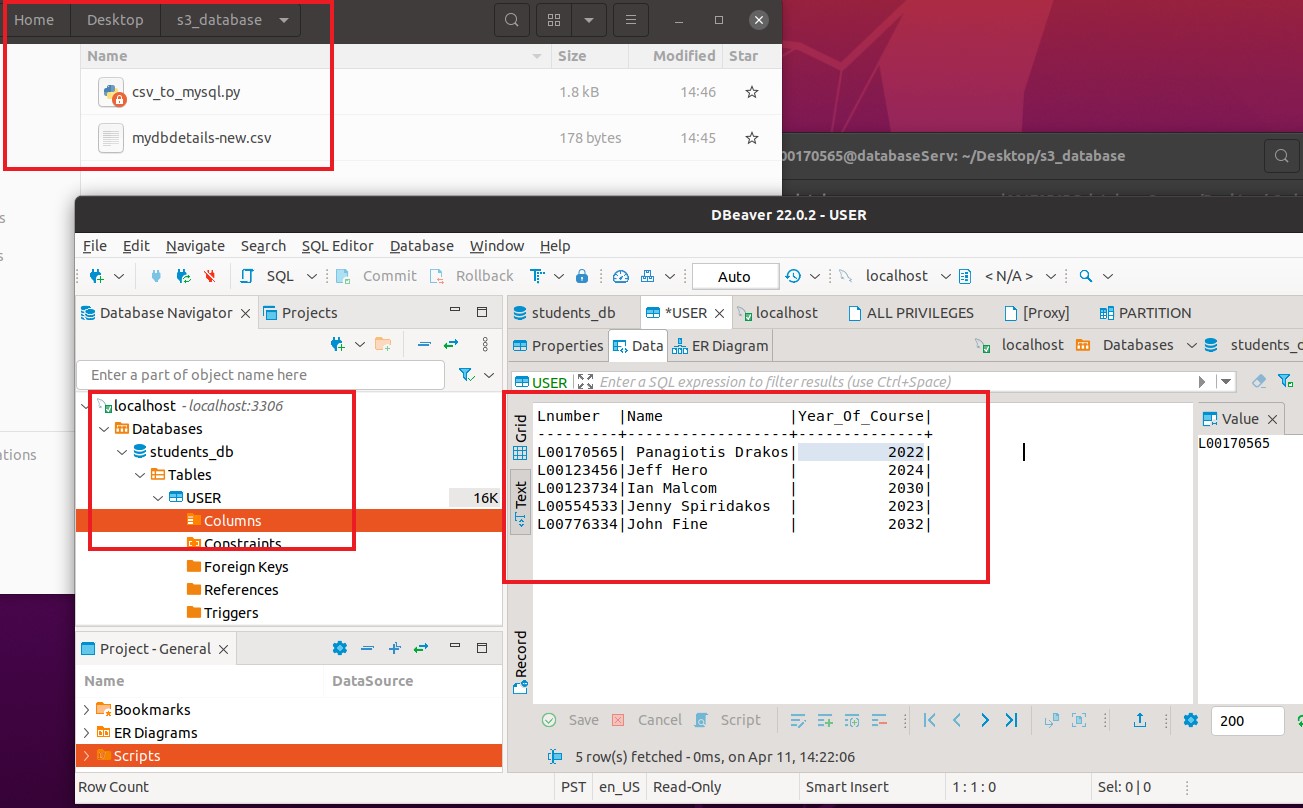 Home Desktop s3_database
Name Size Modified Star
csv_to_mysql.py 1.8 kB 14:46
mydbdetails-new.csv 178 bytes 14:45
00170565@databaseServ: ~/Desktop/s3_database
DBeaver 22.0.2 - USER
File Edit Navigate Search SQL Editor Database Window Help
SQL Commit Rollback Auto localhost < N/A >
Database Navigator Projects
students_db *USER localhost ALL PRIVILEGES [Proxy] PARTITION
Properties Data ER Diagram localhost Databases students_d
Enter a part of object name here
USER Enter a SQL expression to filter results (use Ctrl+Space)
localhost - localhost:3306
Databases
students_db
Tables
USER 16K
Columns
Constraints
Foreign Keys
References
Triggers
Grid
Text
Record
Lnumber |Name |Year_Of_Course|
---------+------------------+--------------+
L00170565| Panagiotis Drakos| 2022|
L00123456|Jeff Hero | 2024|
L00123734|Ian Malcom | 2030|
L00554533|Jenny Spiridakos | 2023|
L00776334|John Fine | 2032|
Value
L00170565
Project - General
Name DataSource
Bookmarks
ER Diagrams
Scripts
Save Cancel Script 200
5 row(s) fetched - 0ms, on Apr 11, 14:22:06
Row Count PST en_US Read-Only Smart Insert 1 : 1 : 0 Sel: 0 | 0